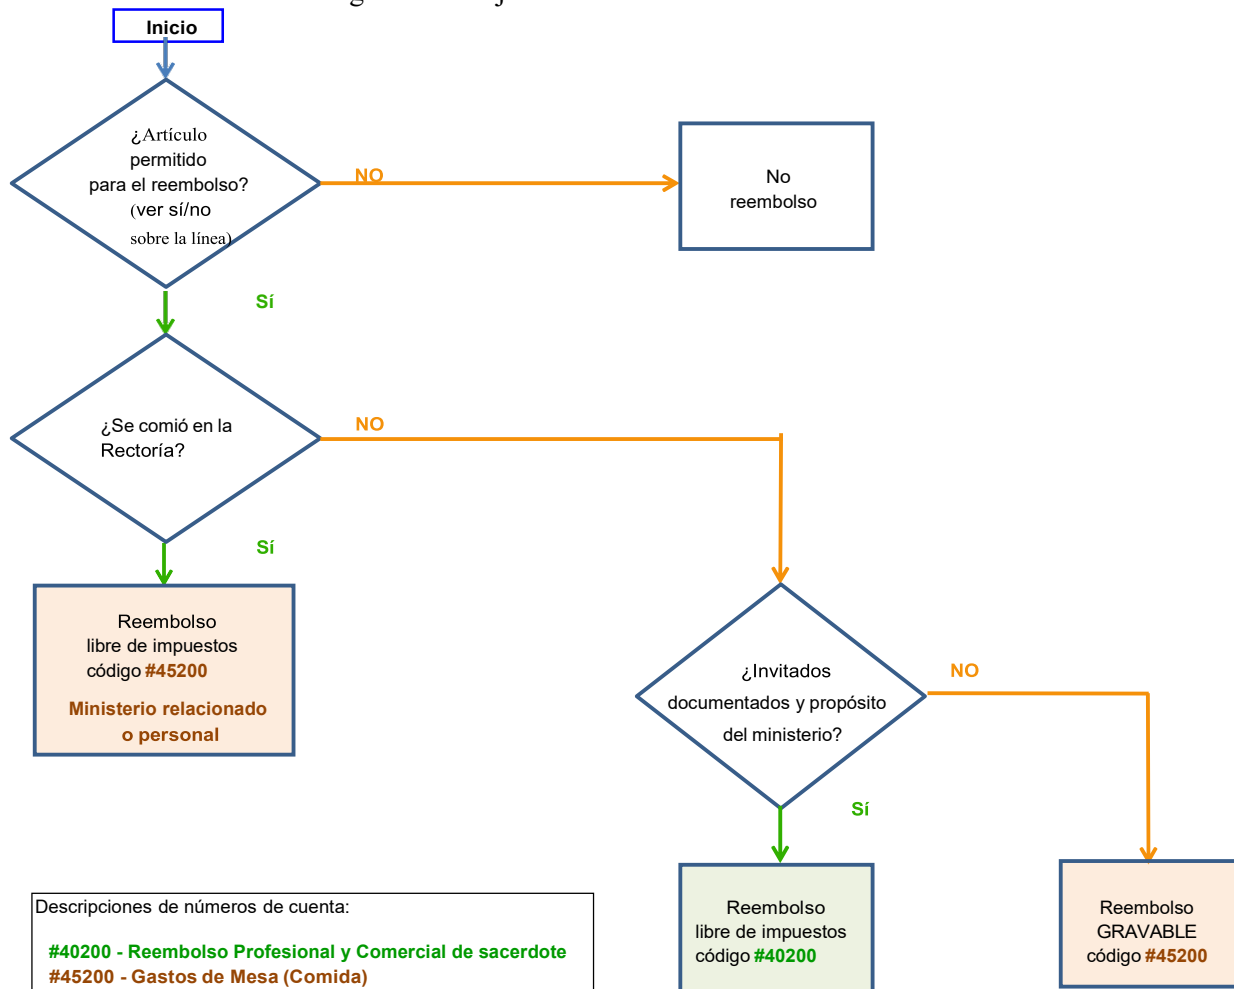 Inicio
¿Artículo
permitido
para el reembolso?
(ver sí/no
sobre la línea)
NO
No
reembolso
Sí
¿Se comió en la
Rectoría?
NO
Sí
Reembolso
libre de impuestos
código #45200
Ministerio relacionado
o personal
¿Invitados
documentados y propósito
del ministerio?
NO
Sí
Reembolso
libre de impuestos
código #40200
Reembolso
GRAVABLE
código #45200
Descripciones de números de cuenta:
#40200 - Reembolso Profesional y Comercial de sacerdote
#45200 - Gastos de Mesa (Comida)